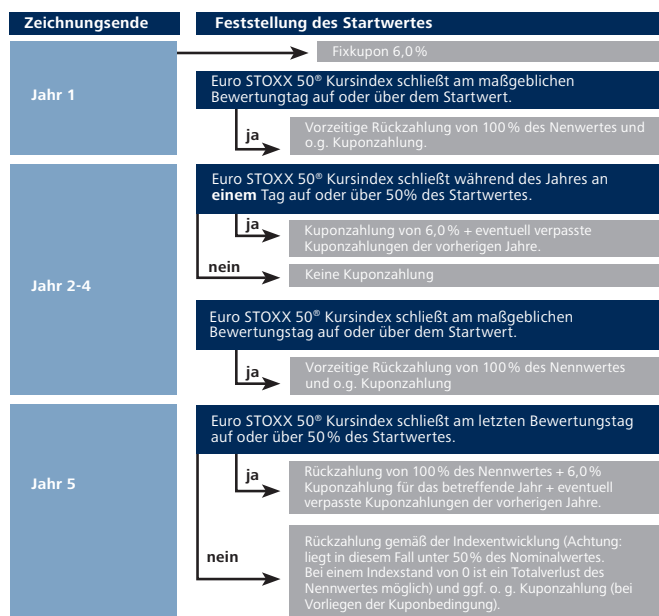 Zeichnungsende
Feststellung des Startwertes
Jahr 1
Fixkupon 6,0 %
Euro STOXX 50® Kursindex schließt am maßgeblichen
Bewertungtag auf oder über dem Startwert.
ja
Vorzeitige Rückzahlung von 100 % des Nenwertes und
o.g. Kuponzahlung.
Jahr 2-4
Euro STOXX 50® Kursindex schließt während des Jahres an
einem Tag auf oder über 50% des Startwertes.
ja
Kuponzahlung von 6,0 % + eventuell verpasste
Kuponzahlungen der vorherigen Jahre.
nein
Keine Kuponzahlung
Euro STOXX 50® Kursindex schließt am maßgeblichen
Bewertungstag auf oder über dem Startwert.
ja
Vorzeitige Rückzahlung von 100 % des Nennwertes
und o.g. Kuponzahlung
Jahr 5
Euro STOXX 50® Kursindex schließt am letzten Bewertungstag
auf oder über 50 % des Startwertes.
ja
Rückzahlung von 100 % des Nennwertes + 6,0 %
Kuponzahlung für das betreffende Jahr + eventuell
verpasste Kuponzahlungen der vorherigen Jahre.
nein
Rückzahlung gemäß der Indexentwicklung (Achtung:
liegt in diesem Fall unter 50 % des Nominalwertes.
Bei einem Indexstand von 0 ist ein Totalverlust des
Nennwertes möglich) und ggf. o. g. Kuponzahlung (bei
Vorliegen der Kuponbedingung).